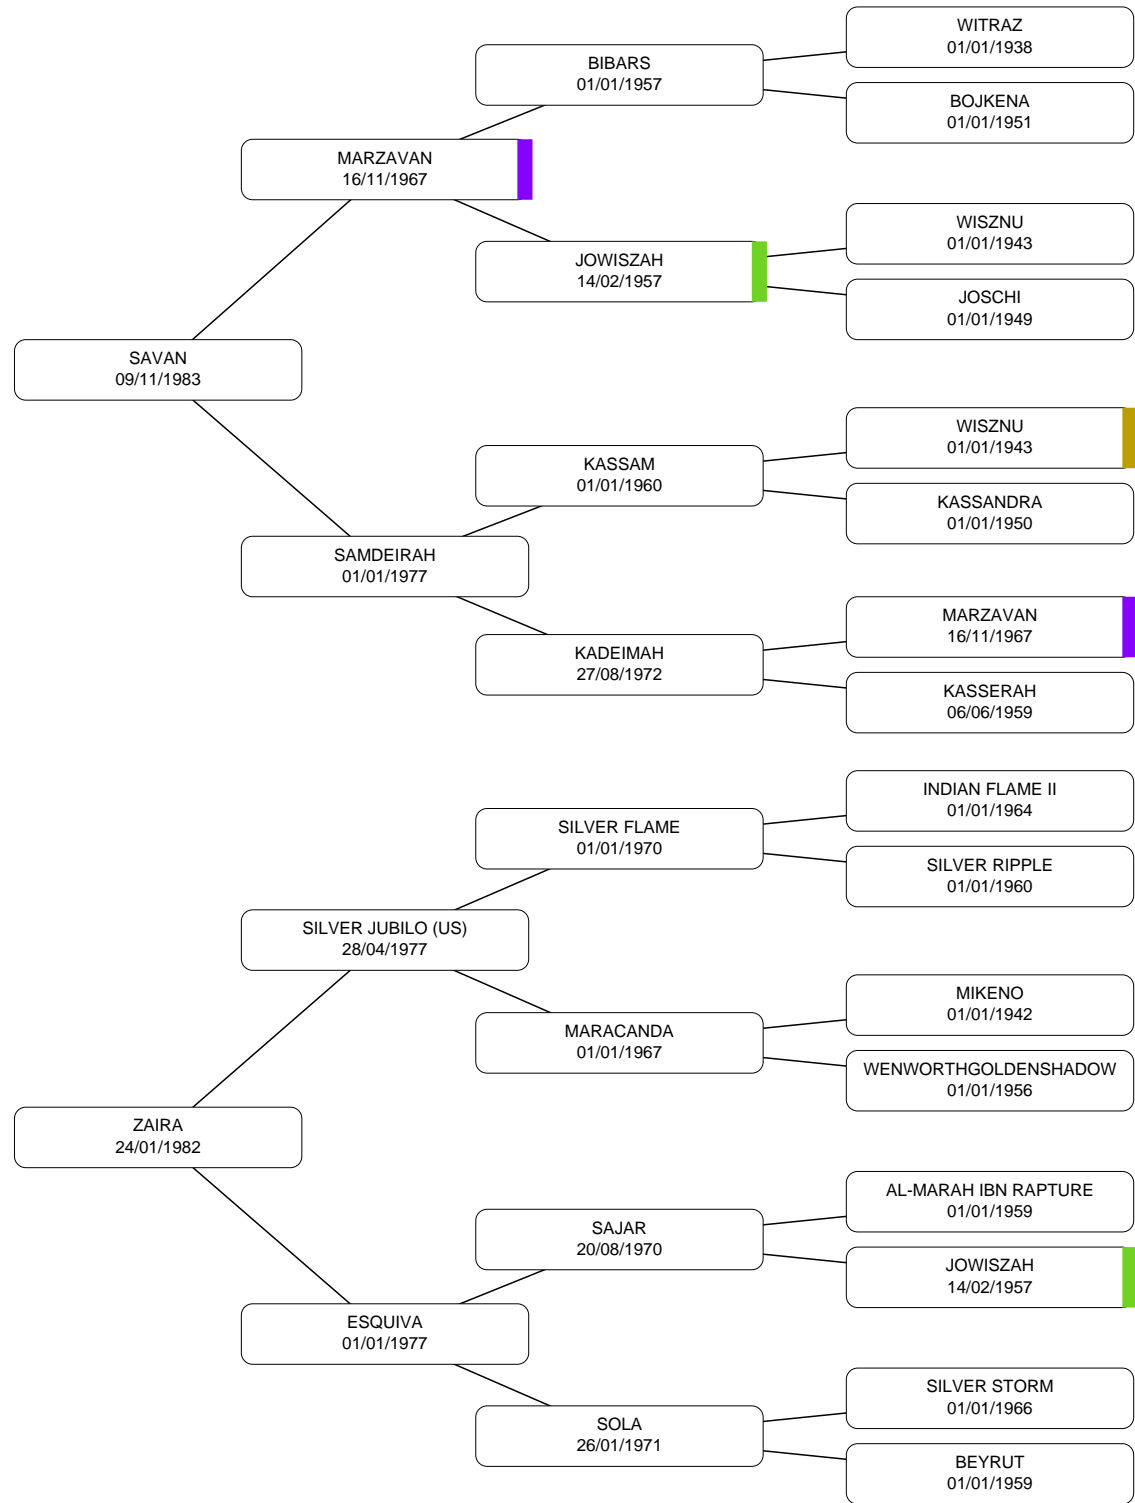 WITRAZ
01/01/1938
BIBARS
01/01/1957
BOJKENA
01/01/1951
MARZAVAN
16/11/1967
WISZNU
01/01/1943
JOWISZAH
14/02/1957
JOSCHI
01/01/1949
SAVAN
09/11/1983
WISZNU
01/01/1943
KASSAM
01/01/1960
KASSANDRA
01/01/1950
SAMDEIRAH
01/01/1977
MARZAVAN
16/11/1967
KADEIMAH
27/08/1972
KASSERAH
06/06/1959
INDIAN FLAME II
01/01/1964
SILVER FLAME
01/01/1970
SILVER RIPPLE
01/01/1960
SILVER JUBILO (US)
28/04/1977
MIKENO
01/01/1942
MARACANDA
01/01/1967
WENWORTHGOLDENSHADOW
01/01/1956
ZAIRA
24/01/1982
AL-MARAH IBN RAPTURE
01/01/1959
SAJAR
20/08/1970
JOWISZAH
14/02/1957
ESQUIVA
01/01/1977
SILVER STORM
01/01/1966
SOLA
26/01/1971
BEYRUT
01/01/1959